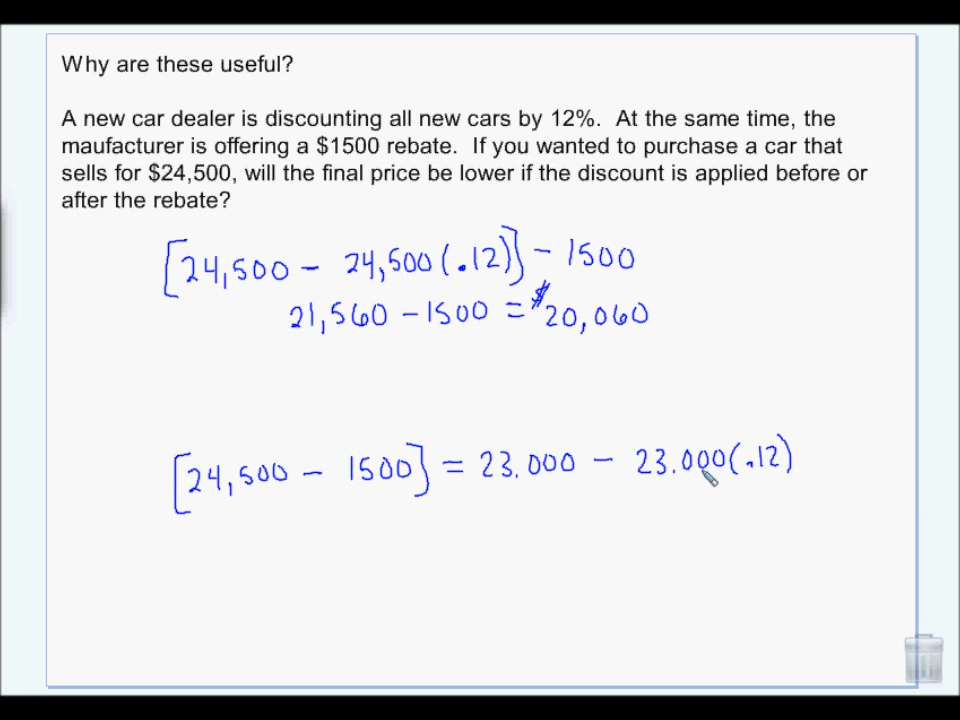 Why are these useful?
A new car dealer is discounting all new cars by 12%. At the same time, the
maufacturer is offering a $1500 rebate. If you wanted to purchase a car that
sells for $24,500, will the final price be lower if the discount is applied before or
after the rebate?
[24,500 - 24,500(.12)] - 1500
21,560 - 1500 = $20,060
[24,500 - 1500] = 23.000 - 23.000(.12)